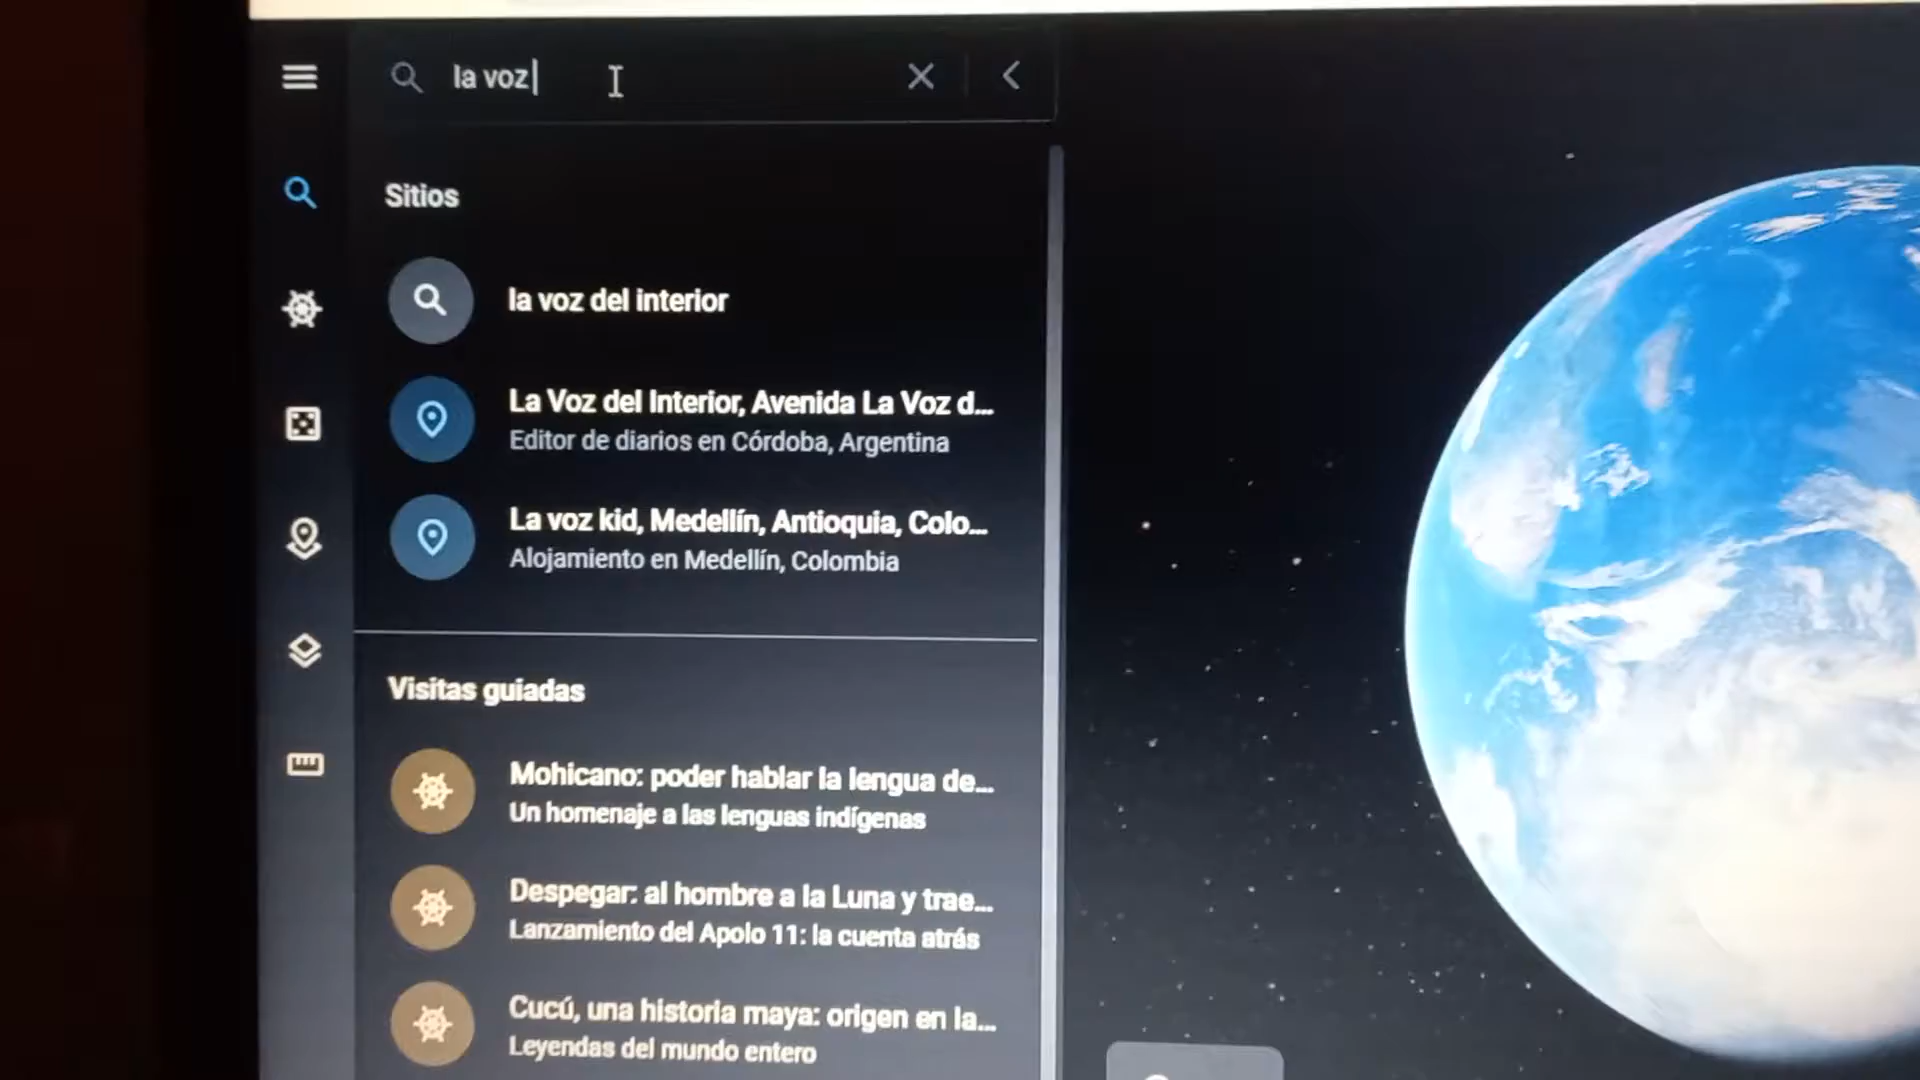 la voz
Sitios
la voz del interior
La Voz del Interior, Avenida La Voz d...
Editor de diarios en Córdoba, Argentina
La voz kid, Medellín, Antioquia, Colo...
Alojamiento en Medellín, Colombia
Visitas guiadas
Mohicano: poder hablar la lengua de...
Un homenaje a las lenguas indígenas
Despegar: al hombre a la Luna y trae...
Lanzamiento del Apolo 11: la cuenta atrás
Cucú, una historia maya: origen en la...
Leyendas del mundo entero